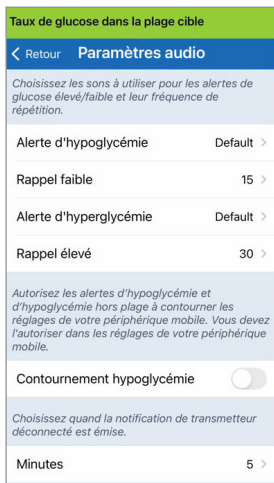 Taux de glucose dans la plage cible
Retour Paramètres audio
Choisissez les sons à utiliser pour les alertes de
glucose élevé/faible et leur fréquence de
répétition.
Alerte d'hypoglycémie Default
Rappel faible 15
Alerte d'hyperglycémie Default
Rappel élevé 30
Autorisez les alertes d'hypoglycémie et
d'hypoglycémie hors plage à contourner les
réglages de votre périphérique mobile. Vous devez
l'autoriser dans les réglages de votre périphérique
mobile.
Contournement hypoglycémie
Choisissez quand la notification de transmetteur
déconnecté est émise.
Minutes 5